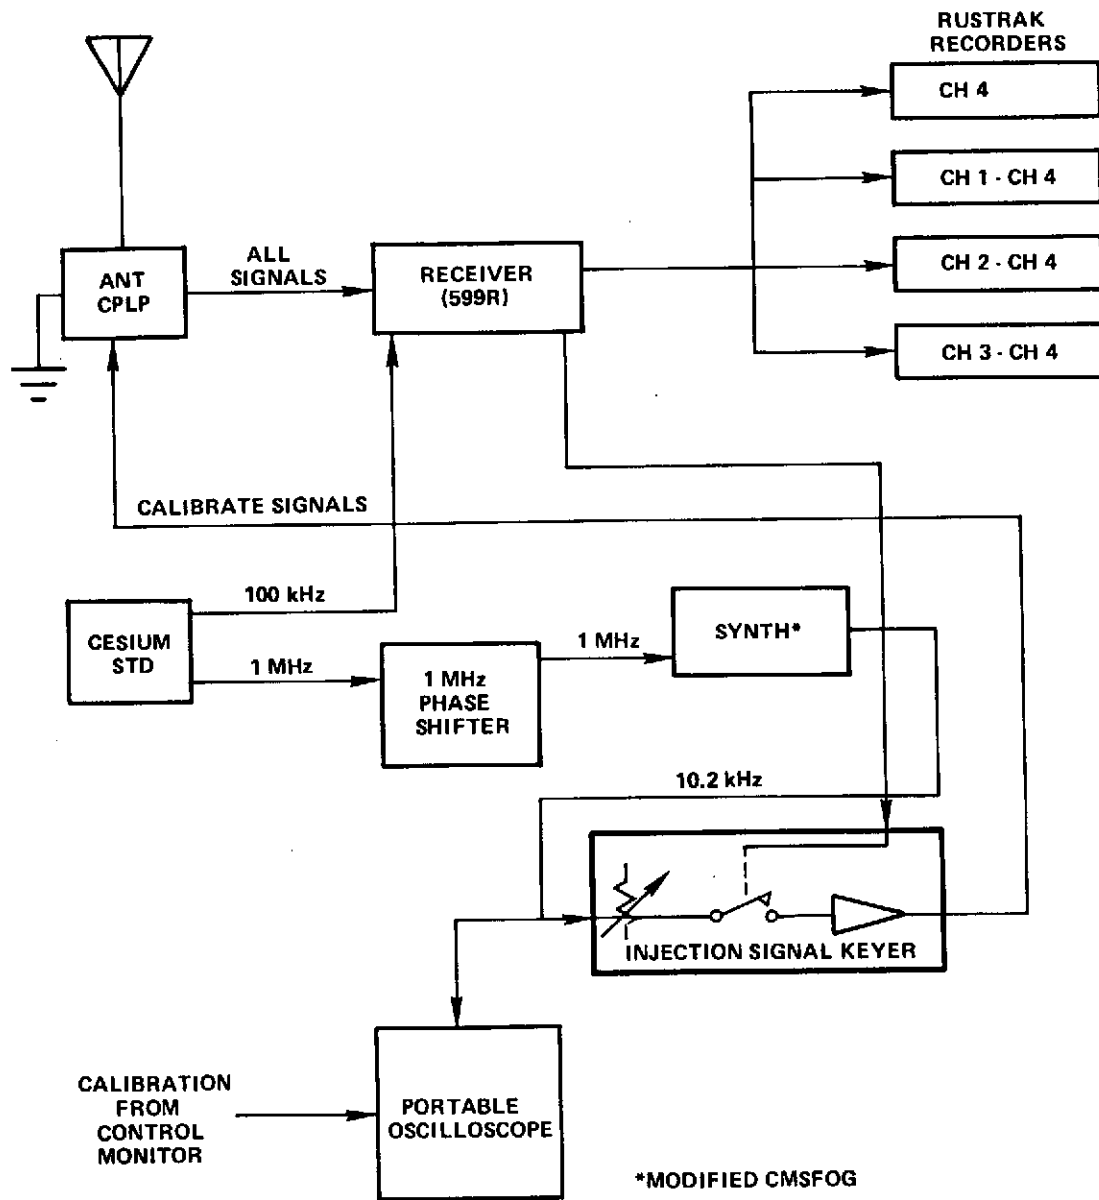 RUSTRAK
RECORDERS
CH 4
CH 1 - CH 4
CH 2 - CH 4
CH 3 - CH 4
ANT
CPLP
ALL
SIGNALS
RECEIVER
(599R)
CALIBRATE SIGNALS
CESIUM
STD
100 kHz
1 MHz
1 MHz
PHASE
SHIFTER
1 MHz
SYNTH*
10.2 kHz
INJECTION SIGNAL KEYER
CALIBRATION
FROM
CONTROL
MONITOR
PORTABLE
OSCILLOSCOPE
*MODIFIED CMSFOG